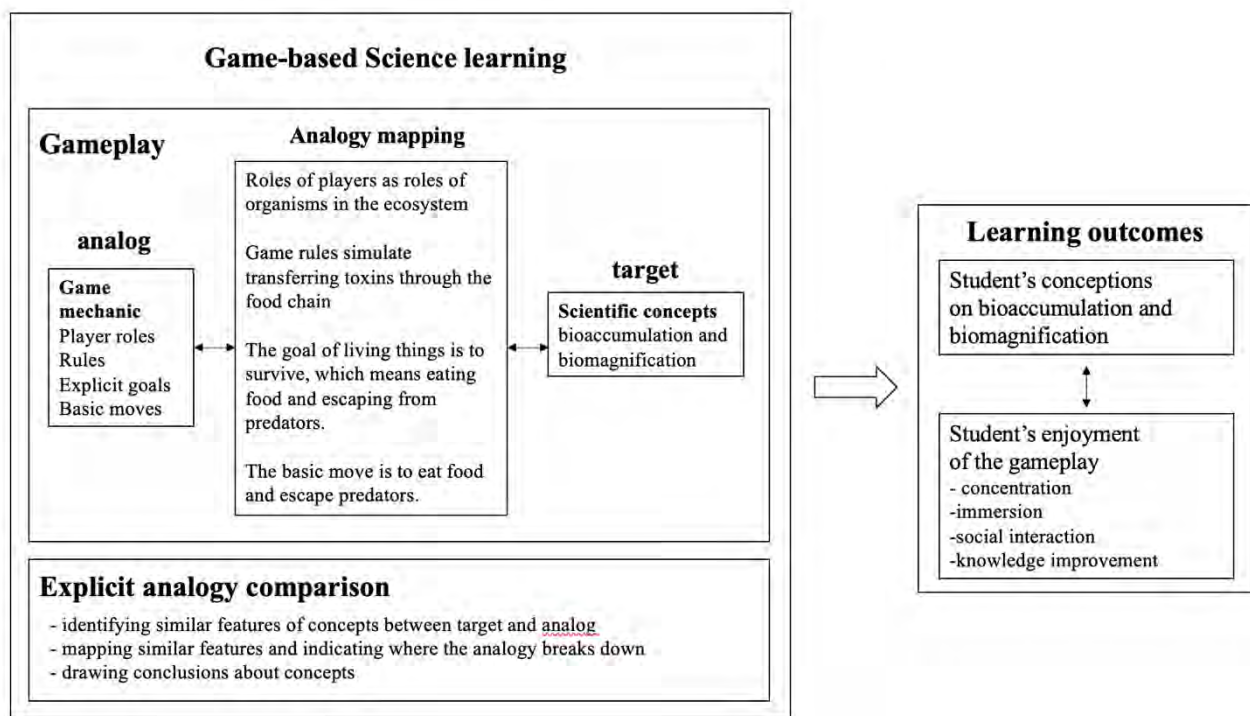 Game-based Science learning
Gameplay
analog
Game
mechanic
Player roles
Rules
Explicit goals
Basic moves
Analogy mapping
Roles of players as roles of
organisms in the ecosystem
Game rules simulate
transferring toxins through the
food chain
The goal of living things is to
survive, which means eating
food and escaping from
predators.
The basic move is to eat food
and escape predators.
target
Scientific concepts
bioaccumulation and
biomagnification
Explicit analogy comparison
- identifying similar features of concepts between target and analog
- mapping similar features and indicating where the analogy breaks down
- drawing conclusions about concepts
Learning outcomes
Student’s conceptions
on bioaccumulation and
biomagnification
Student’s enjoyment
of the gameplay
- concentration
-immersion
-social interaction
-knowledge improvement